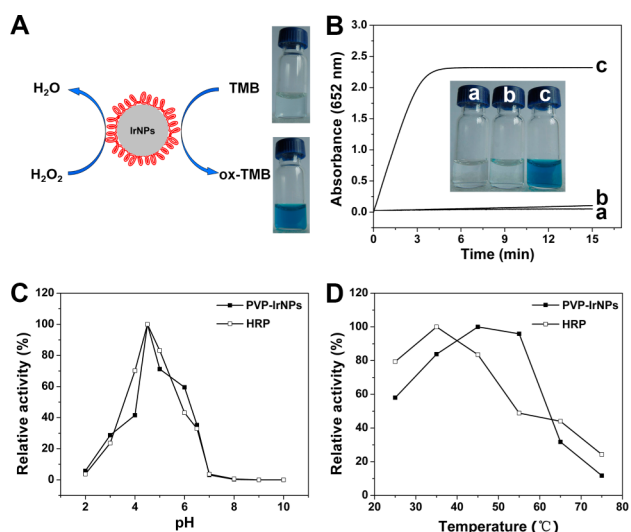 A
H₂O
TMB
IrNPs
H₂O₂
ox-TMB
B
Absorbance (652 nm)
3.0
2.5
2.0
1.5
1.0
0.5
0.0
a b c
c
b
a
0 3 6 9 12 15
Time (min)
C
Relative activity (%)
120
100
80
60
40
20
0
PVP-IrNPs
HRP
2 4 6 8 10
pH
D
Relative activity (%)
120
100
80
60
40
20
0
PVP-IrNPs
HRP
20 30 40 50 60 70 80
Temperature (℃)